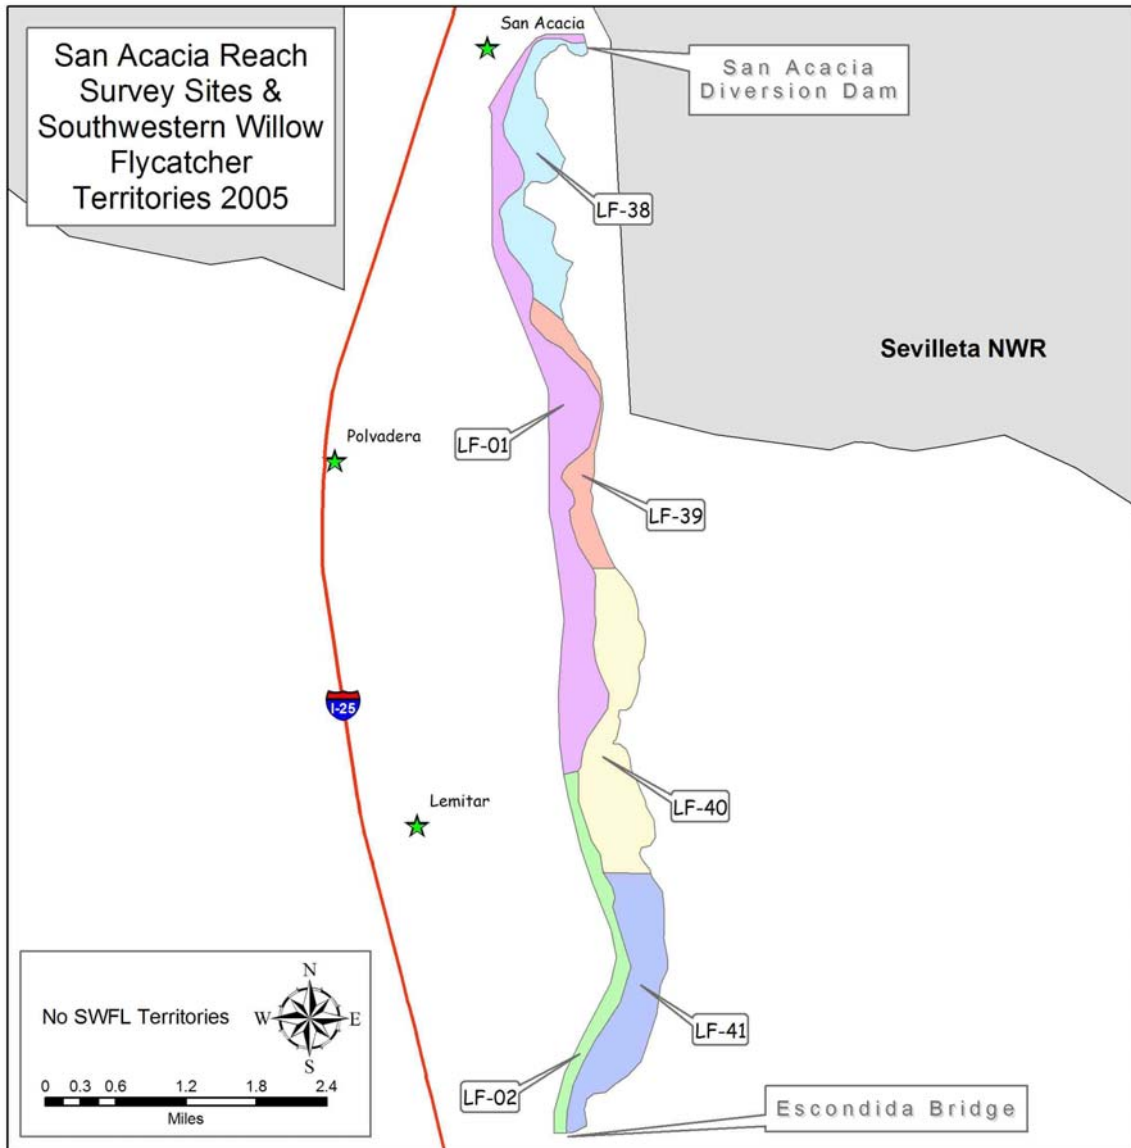 San Acacia Reach
Survey Sites &
Southwestern Willow
Flycatcher
Territories 2005
San Acacia
San Acacia
Diversion Dam
LF-38
Sevilleta NWR
Polvadera
LF-01
LF-39
I-25
Lemitar
LF-40
LF-41
LF-02
No SWFL Territories
N
W E
S
0 0.3 0.6 1.2 1.8 2.4
Miles
Escondida Bridge